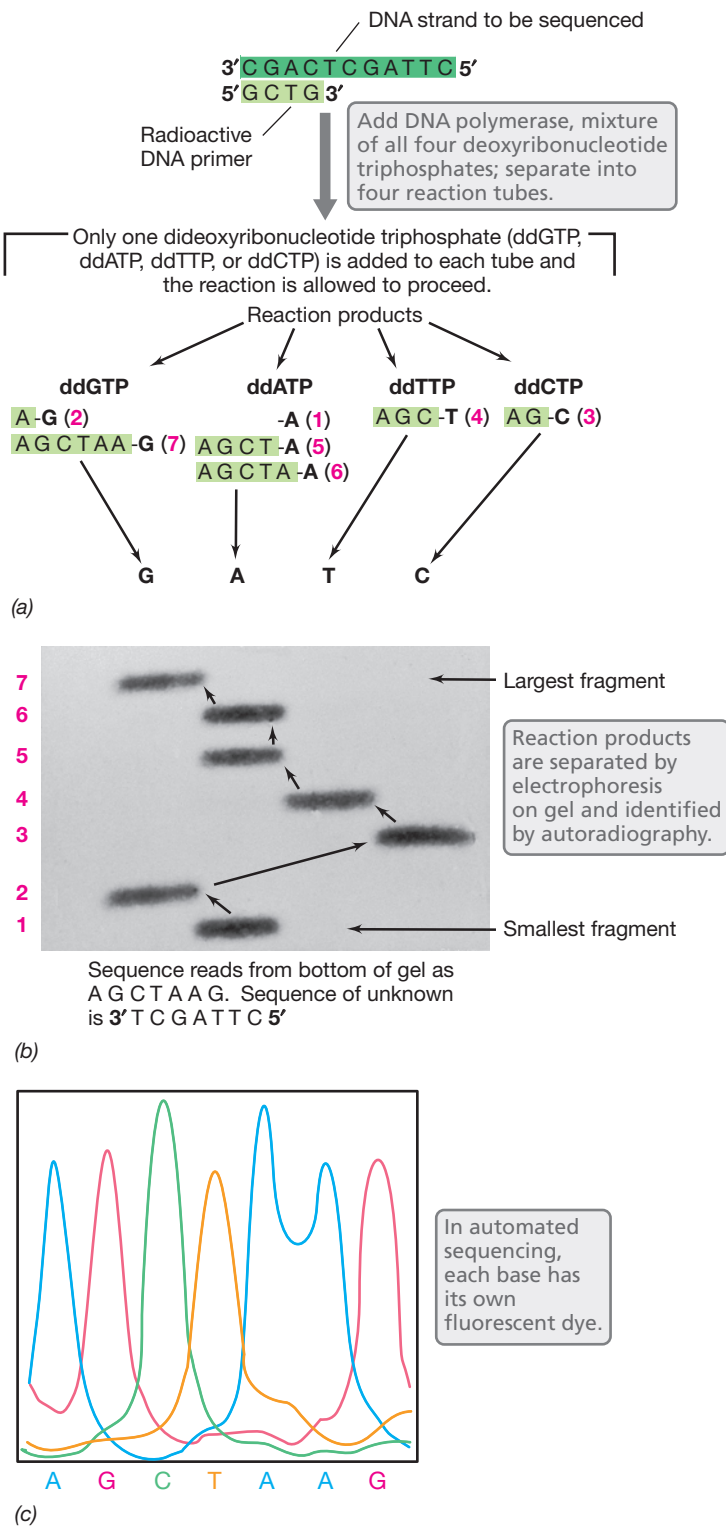 DNA strand to be sequenced
3′ C G A C T C G A T T C 5′
5′ G C T G 3′
Radioactive
DNA primer
Add DNA polymerase, mixture
of all four deoxyribonucleotide
triphosphates; separate into
four reaction tubes.
Only one dideoxyribonucleotide triphosphate (ddGTP,
ddATP, ddTTP, or ddCTP) is added to each tube and
the reaction is allowed to proceed.
Reaction products
ddGTP ddATP ddTTP ddCTP
A-G (2) -A (1) A G C-T (4) A G-C (3)
A G C T A A-G (7) A G C T-A (5)
A G C T A-A (6)
G A T C
(a)
7 Largest fragment
6
5
4
3
2
1 Smallest fragment
Reaction products
are separated by
electrophoresis
on gel and identified
by autoradiography.
Sequence reads from bottom of gel as
A G C T A A G. Sequence of unknown
is 3′ T C G A T T C 5′
(b)
In automated
sequencing,
each base has
its own
fluorescent dye.
A G C T A A G
(c)